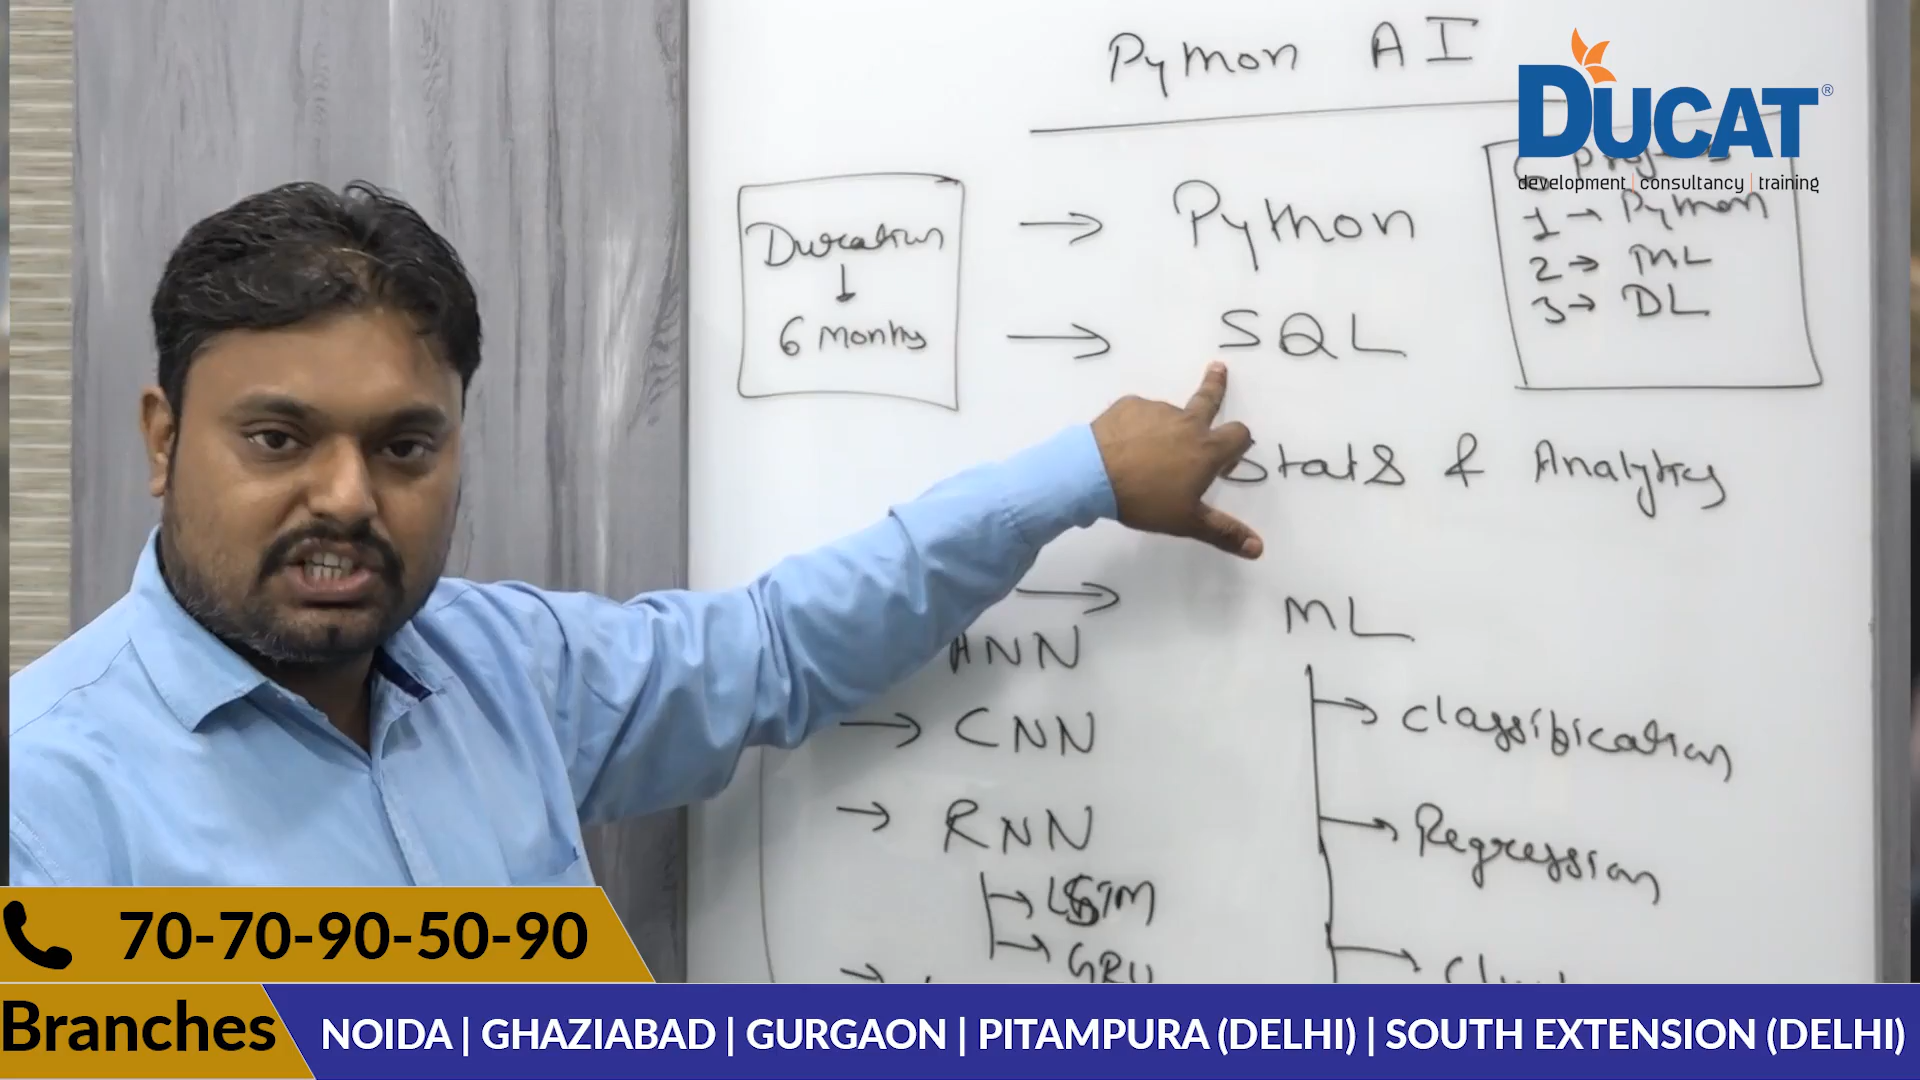 Python AI
DUCAT®
development | consultancy | training
Duration
6 Months
→ Python
→ SQL
1 → Python
2 → ML
3 → DL
Stats & Analytics
→ ML
ANN
→ CNN
→ RNN
→ LSTM
→ GRU
→ Classification
→ Regression
70-70-90-50-90
Branches
NOIDA | GHAZIABAD | GURGAON | PITAMPURA (DELHI) | SOUTH EXTENSION (DELHI)